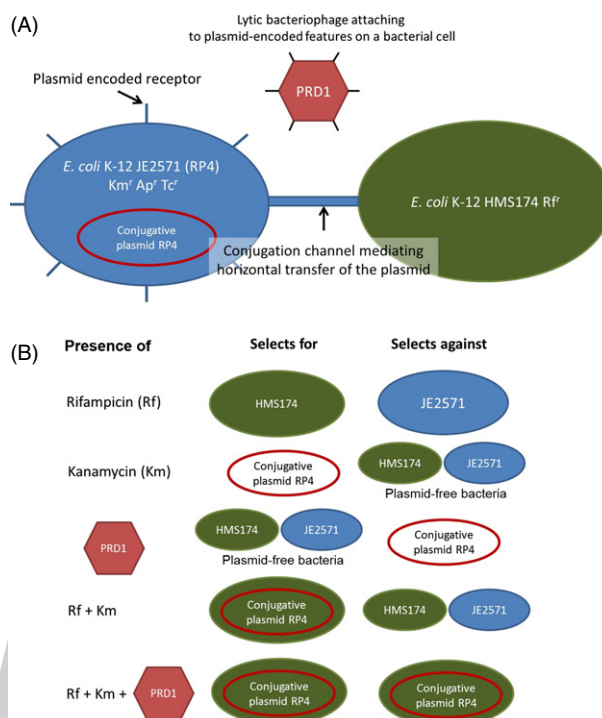 (A)
Lytic bacteriophage attaching
to plasmid-encoded features on a bacterial cell
PRD1
Plasmid encoded receptor
E. coli K-12 JE2571 (RP4)
Kmʳ Apʳ Tcʳ
Conjugative
plasmid RP4
E. coli K-12 HMS174 Rfʳ
Conjugation channel mediating
horizontal transfer of the plasmid
(B)
Presence of Selects for Selects against
Rifampicin (Rf) HMS174 JE2571
Kanamycin (Km)
Conjugative
plasmid RP4
HMS174 JE2571
Plasmid-free bacteria
PRD1
HMS174 JE2571
Plasmid-free bacteria
Conjugative
plasmid RP4
Rf + Km
Conjugative
plasmid RP4
HMS174 JE2571
Rf + Km + PRD1
Conjugative
plasmid RP4
Conjugative
plasmid RP4